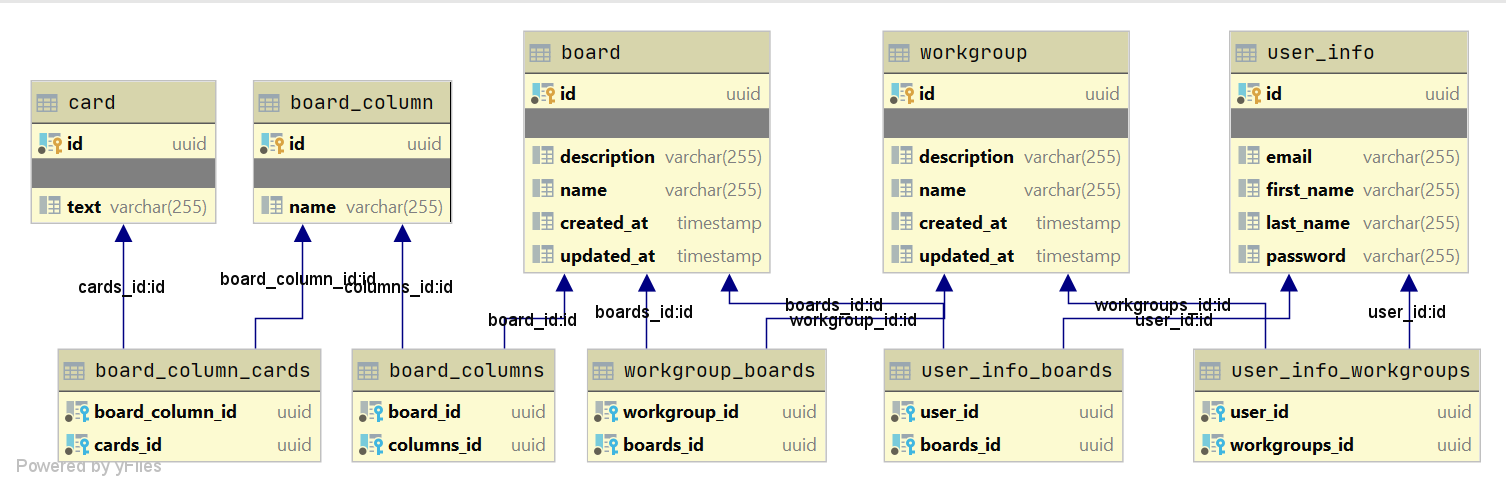 card
id uuid
text varchar(255)
board_column
id uuid
name varchar(255)
board
id uuid
description varchar(255)
name varchar(255)
created_at timestamp
updated_at timestamp
workgroup
id uuid
description varchar(255)
name varchar(255)
created_at timestamp
updated_at timestamp
user_info
id uuid
email varchar(255)
first_name varchar(255)
last_name varchar(255)
password varchar(255)
cards_id:id
board_column_id:id
columns_id:id
board_id:id
boards_id:id
workgroup_id:id
boards_id:id
user_id:id
workgroups_id:id
user_id:id
board_column_cards
board_column_id uuid
cards_id uuid
board_columns
board_id uuid
columns_id uuid
workgroup_boards
workgroup_id uuid
boards_id uuid
user_info_boards
user_id uuid
boards_id uuid
user_info_workgroups
user_id uuid
workgroups_id uuid
Powered by yFiles